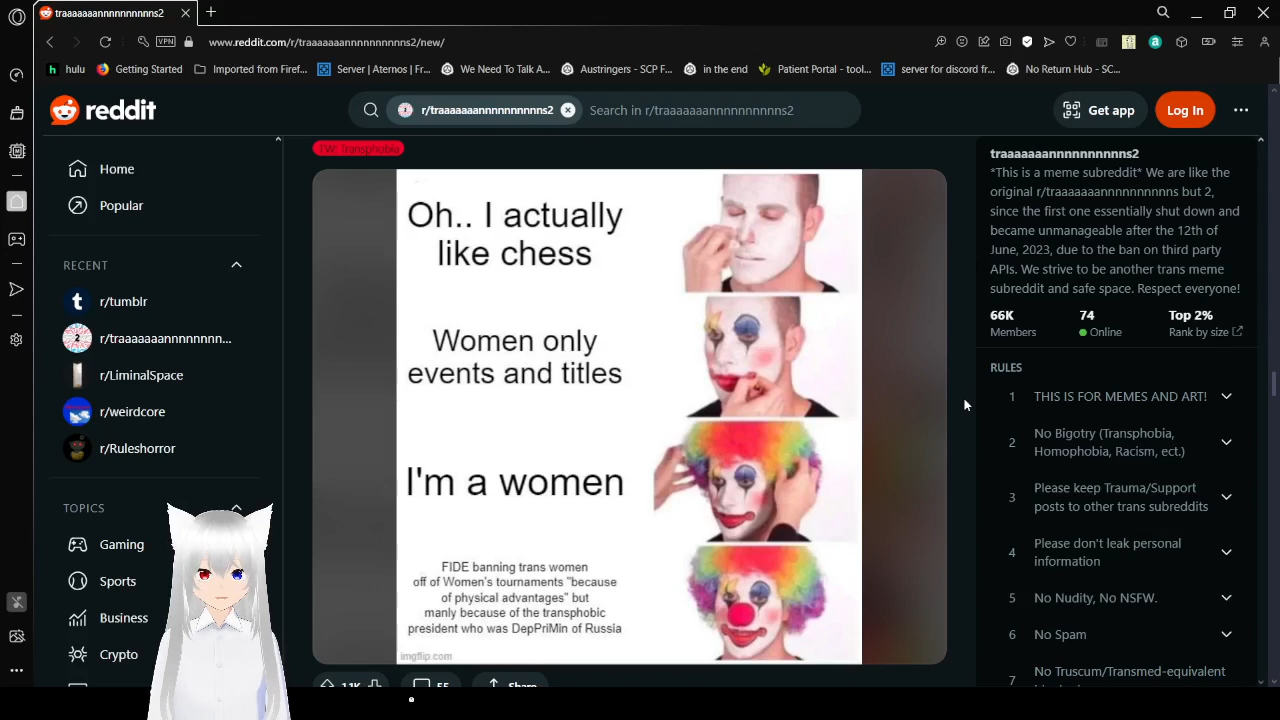 traaaaaaannnnnnnnnns2
VPN
www.reddit.com/r/traaaaaaannnnnnnnnns2/new/
hulu
Getting Started
Imported from Firef...
Server | Aternos | Fr...
We Need To Talk A...
Austringers - SCP F...
in the end
Patient Portal - tool...
server for discord fr...
No Return Hub - SC...
reddit
r/traaaaaaannnnnnnnnns2
Search in r/traaaaaaannnnnnnnnns2
Get app
Log In
Home
Popular
RECENT
r/tumblr
r/traaaaaaannnnnnn...
r/LiminalSpace
r/weirdcore
r/Ruleshorror
TOPICS
Gaming
Sports
Business
Crypto
TW: Transphobia
Oh.. I actually
like chess
Women only
events and titles
I'm a women
FIDE banning trans women
off of Women's tournaments "because
of physical advantages" but
manly because of the transphobic
president who was DepPriMin of Russia
imgflip.com
1.1K
55
Share
traaaaaaannnnnnnnnns2
*This is a meme subreddit* We are like the
original r/traaaaaaannnnnnnnnns but 2,
since the first one essentially shut down and
became unmanageable after the 12th of
June, 2023, due to the ban on third party
APIs. We strive to be another trans meme
subreddit and safe space. Respect everyone!
66K
Members
74
Online
Top 2%
Rank by size
RULES
1 THIS IS FOR MEMES AND ART!
2 No Bigotry (Transphobia,
Homophobia, Racism, ect.)
3 Please keep Trauma/Support
posts to other trans subreddits
4 Please don't leak personal
information
5 No Nudity, No NSFW.
6 No Spam
7 No Truscum/Transmed-equivalent